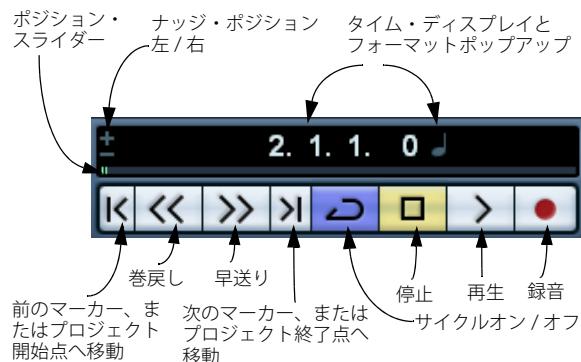 ポジション・
スライダー
ナッジ・ポジション
左 / 右
タイム・ディスプレイと
フォーマットポップアップ
2. 1. 1. 0
巻戻し
早送り
停止
再生
録音
前のマーカー、ま
たはプロジェクト
開始点へ移動
次のマーカー、または
プロジェクト終了点へ
移動
サイクルオン / オフ